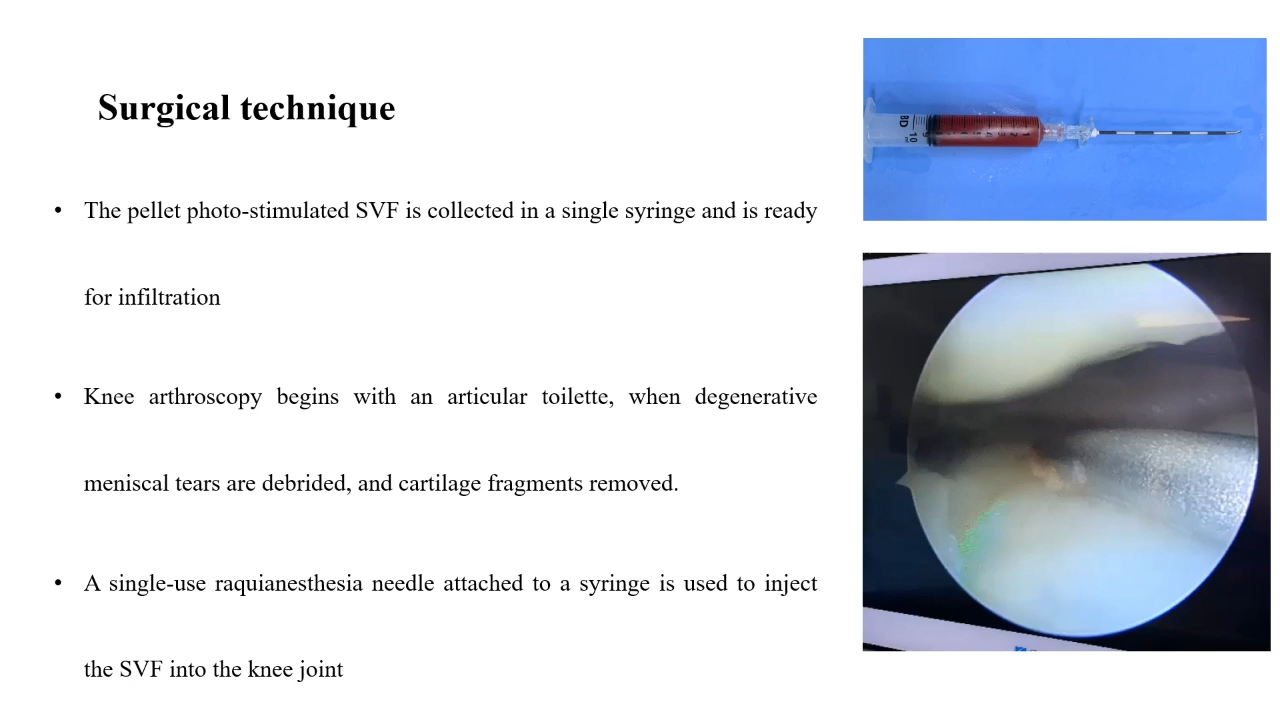 Surgical technique
• The pellet photo-stimulated SVF is collected in a single syringe and is ready
for infiltration
• Knee arthroscopy begins with an articular toilette, when degenerative
meniscal tears are debrided, and cartilage fragments removed.
• A single-use raquianesthesia needle attached to a syringe is used to inject
the SVF into the knee joint
BD
10